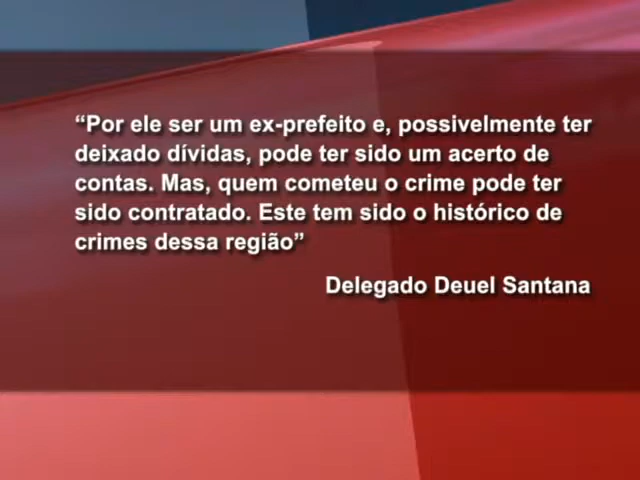 “Por ele ser um ex-prefeito e, possivelmente ter
deixado dívidas, pode ter sido um acerto de
contas. Mas, quem cometeu o crime pode ter
sido contratado. Este tem sido o histórico de
crimes dessa região”
Delegado Deuel Santana